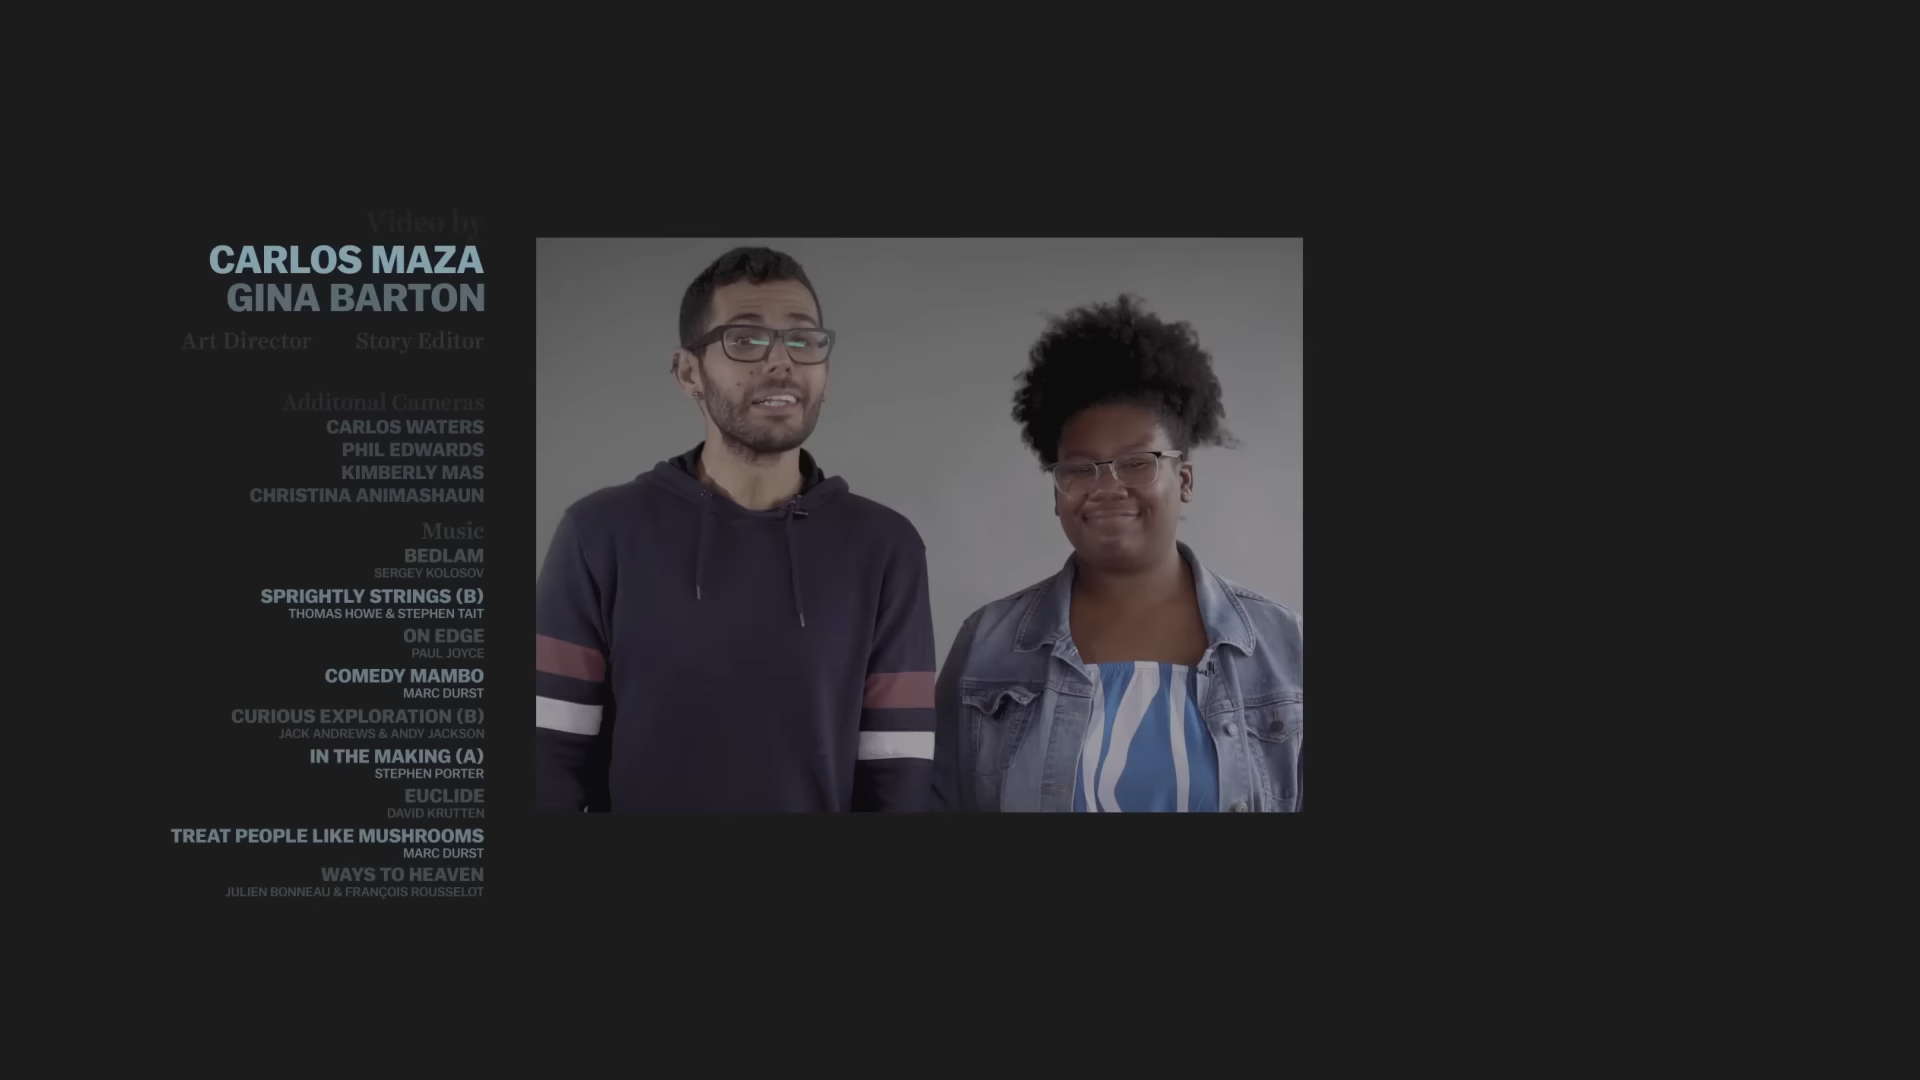 Video by
CARLOS MAZA
GINA BARTON
Art Director Story Editor
Additonal Cameras
CARLOS WATERS
PHIL EDWARDS
KIMBERLY MAS
CHRISTINA ANIMASHAUN
Music
BEDLAM
SERGEY KOLOSOV
SPRIGHTLY STRINGS (B)
THOMAS HOWE & STEPHEN TAIT
ON EDGE
PAUL JOYCE
COMEDY MAMBO
MARC DURST
CURIOUS EXPLORATION (B)
JACK ANDREWS & ANDY JACKSON
IN THE MAKING (A)
STEPHEN PORTER
EUCLIDE
DAVID KRUTTEN
TREAT PEOPLE LIKE MUSHROOMS
MARC DURST
WAYS TO HEAVEN
JULIEN BONNEAU & FRANÇOIS ROUSSELOT